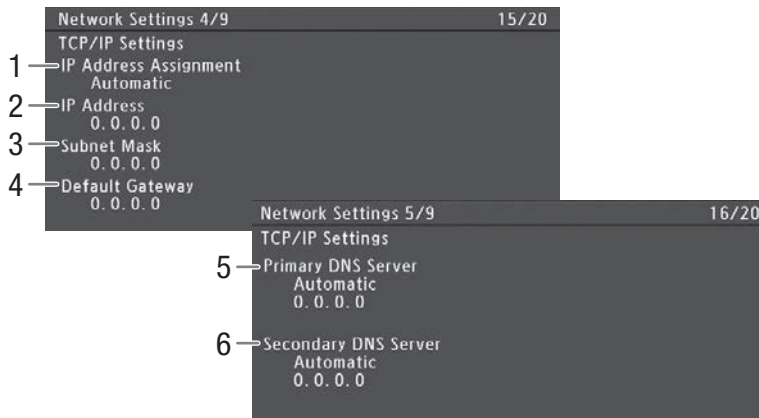 Network Settings 4/9 15/20
TCP/IP Settings
1 IP Address Assignment
Automatic
2 IP Address
0.0.0.0
3 Subnet Mask
0.0.0.0
4 Default Gateway
0.0.0.0
Network Settings 5/9 16/20
TCP/IP Settings
5 Primary DNS Server
Automatic
0.0.0.0
6 Secondary DNS Server
Automatic
0.0.0.0